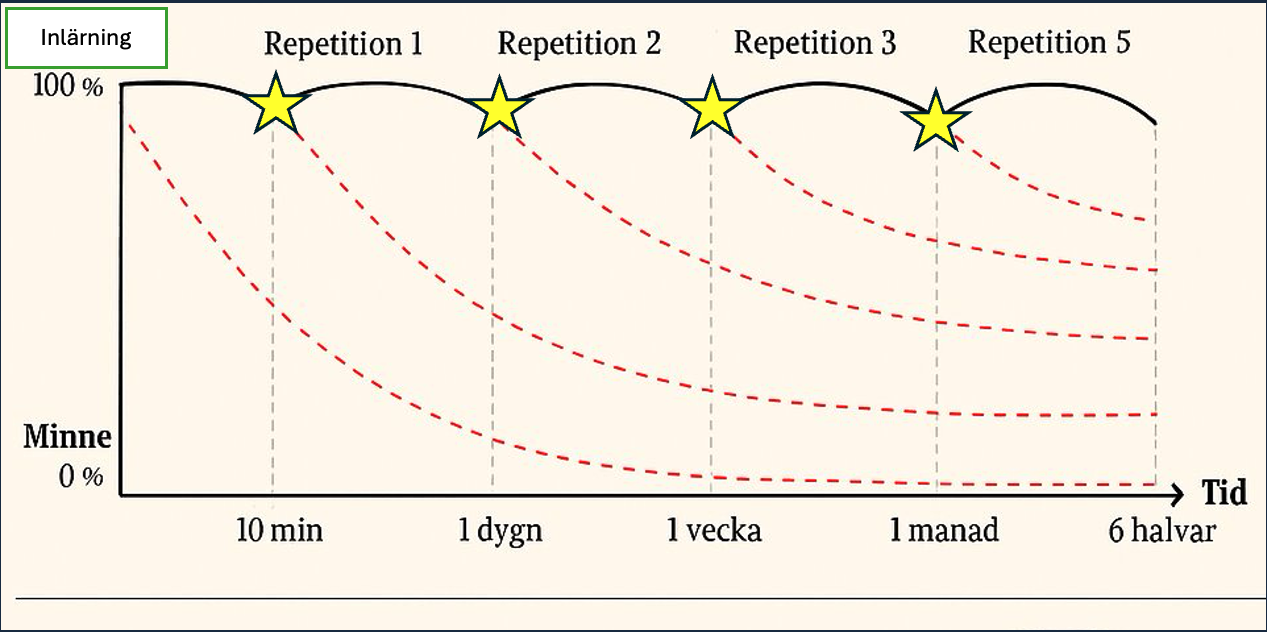 Inlärning
Repetition 1
Repetition 2
Repetition 3
Repetition 5
100 %
Minne
0 %
Tid
10 min
1 dygn
1 vecka
1 manad
6 halvar